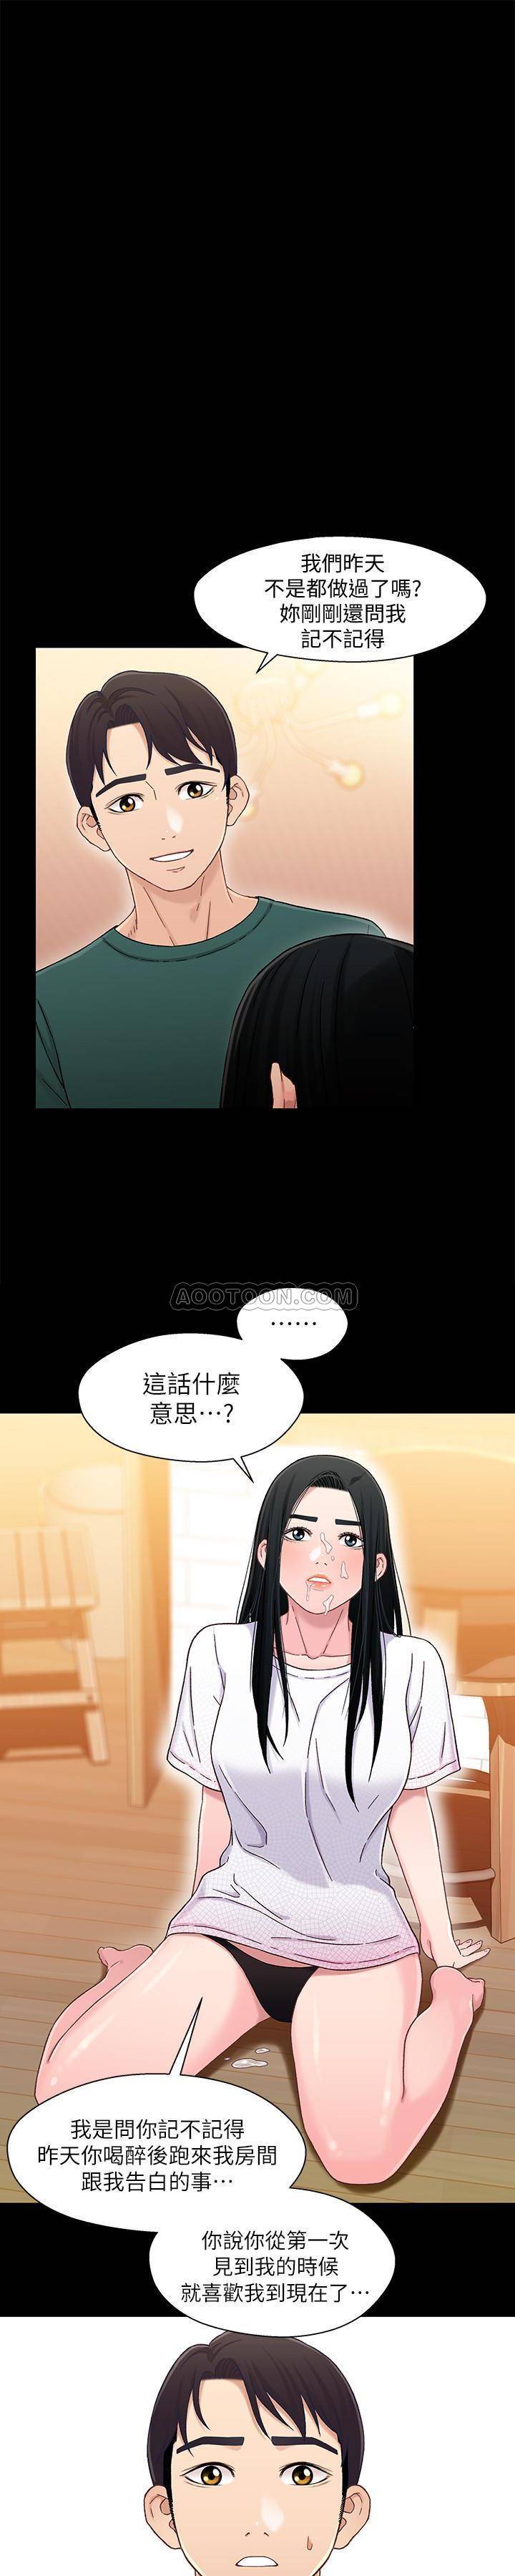 我們昨天
不是都做過了嗎?
妳剛剛還問我
記不記得
AOOTOON.COM
……
這話什麼
意思…?
我是問你記不記得
昨天你喝醉後跑來我房間
跟我告白的事…
你說你從第一次
見到我的時候
就喜歡我到現在了…